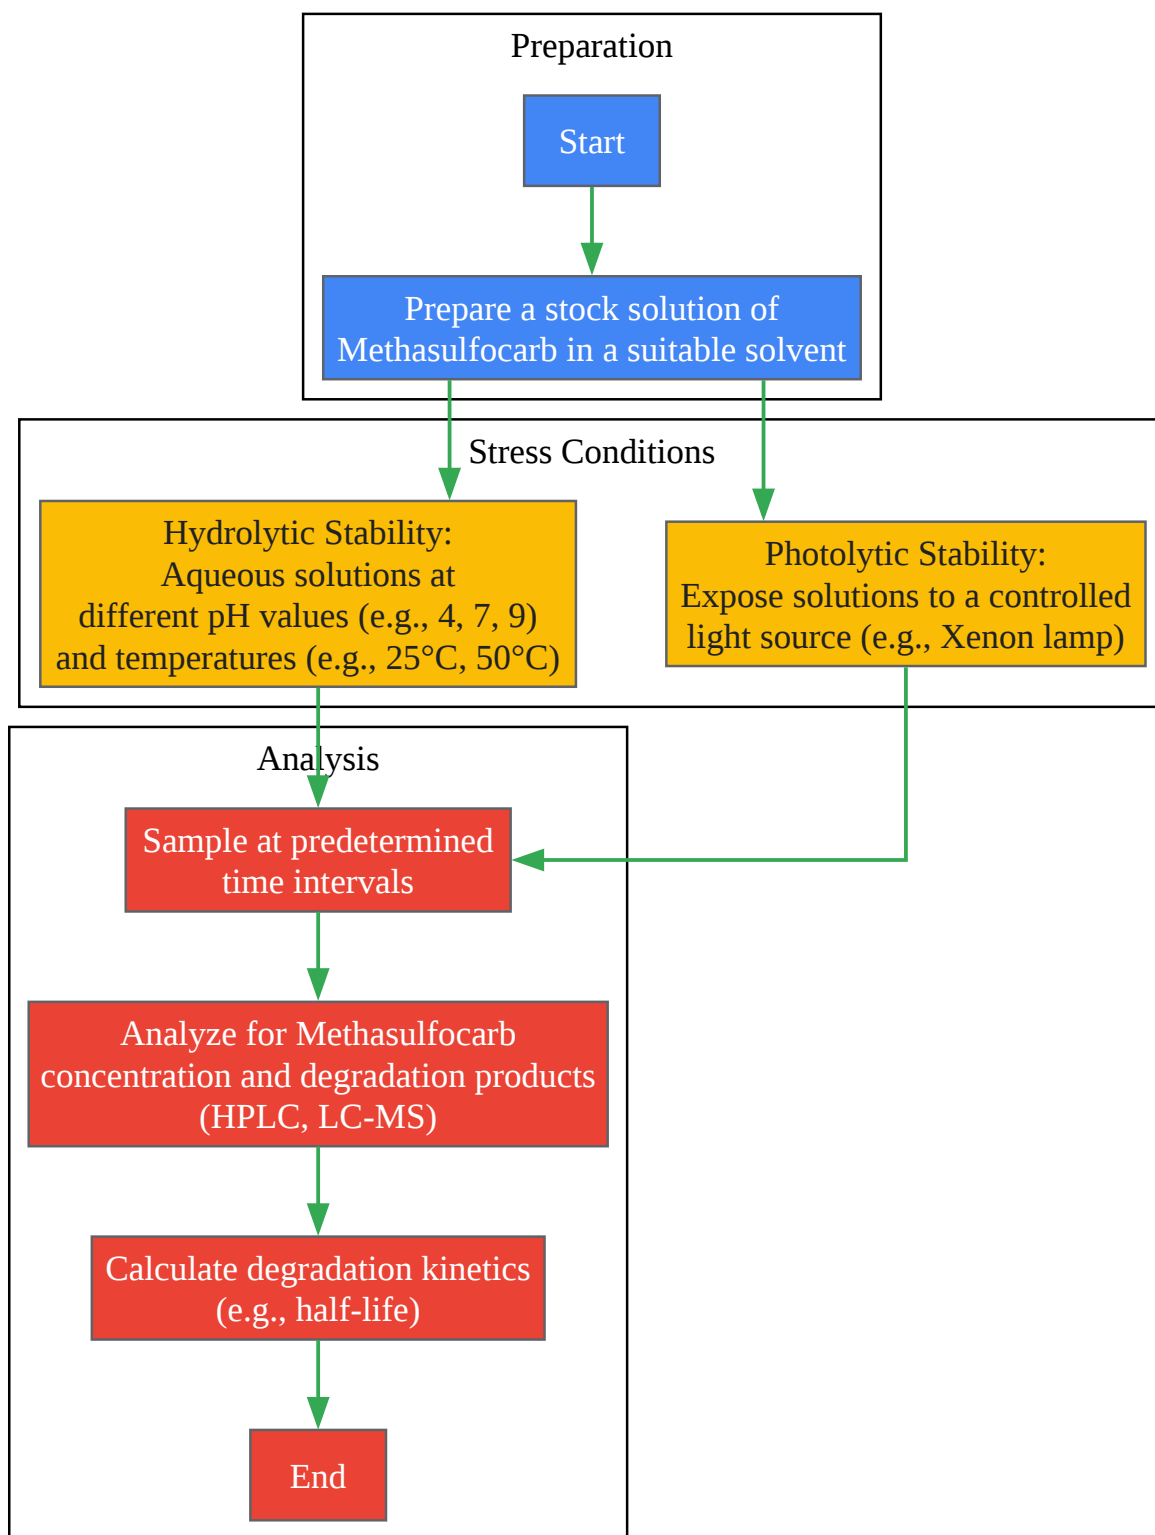 Preparation
Start
Prepare a stock solution of
Methasulfocarb in a suitable solvent
Stress Conditions
Hydrolytic Stability:
Aqueous solutions at
different pH values (e.g., 4, 7, 9)
and temperatures (e.g., 25°C, 50°C)
Photolytic Stability:
Expose solutions to a controlled
light source (e.g., Xenon lamp)
Analysis
Sample at predetermined
time intervals
Analyze for Methasulfocarb
concentration and degradation products
(HPLC, LC-MS)
Calculate degradation kinetics
(e.g., half-life)
End